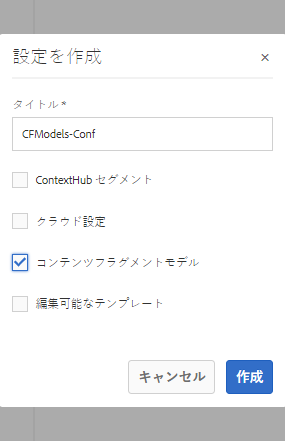 設定を作成
×
タイトル *
CFModels-Conf
ContextHub セグメント
クラウド設定
コンテンツフラグメントモデル
編集可能なテンプレート
キャンセル
作成